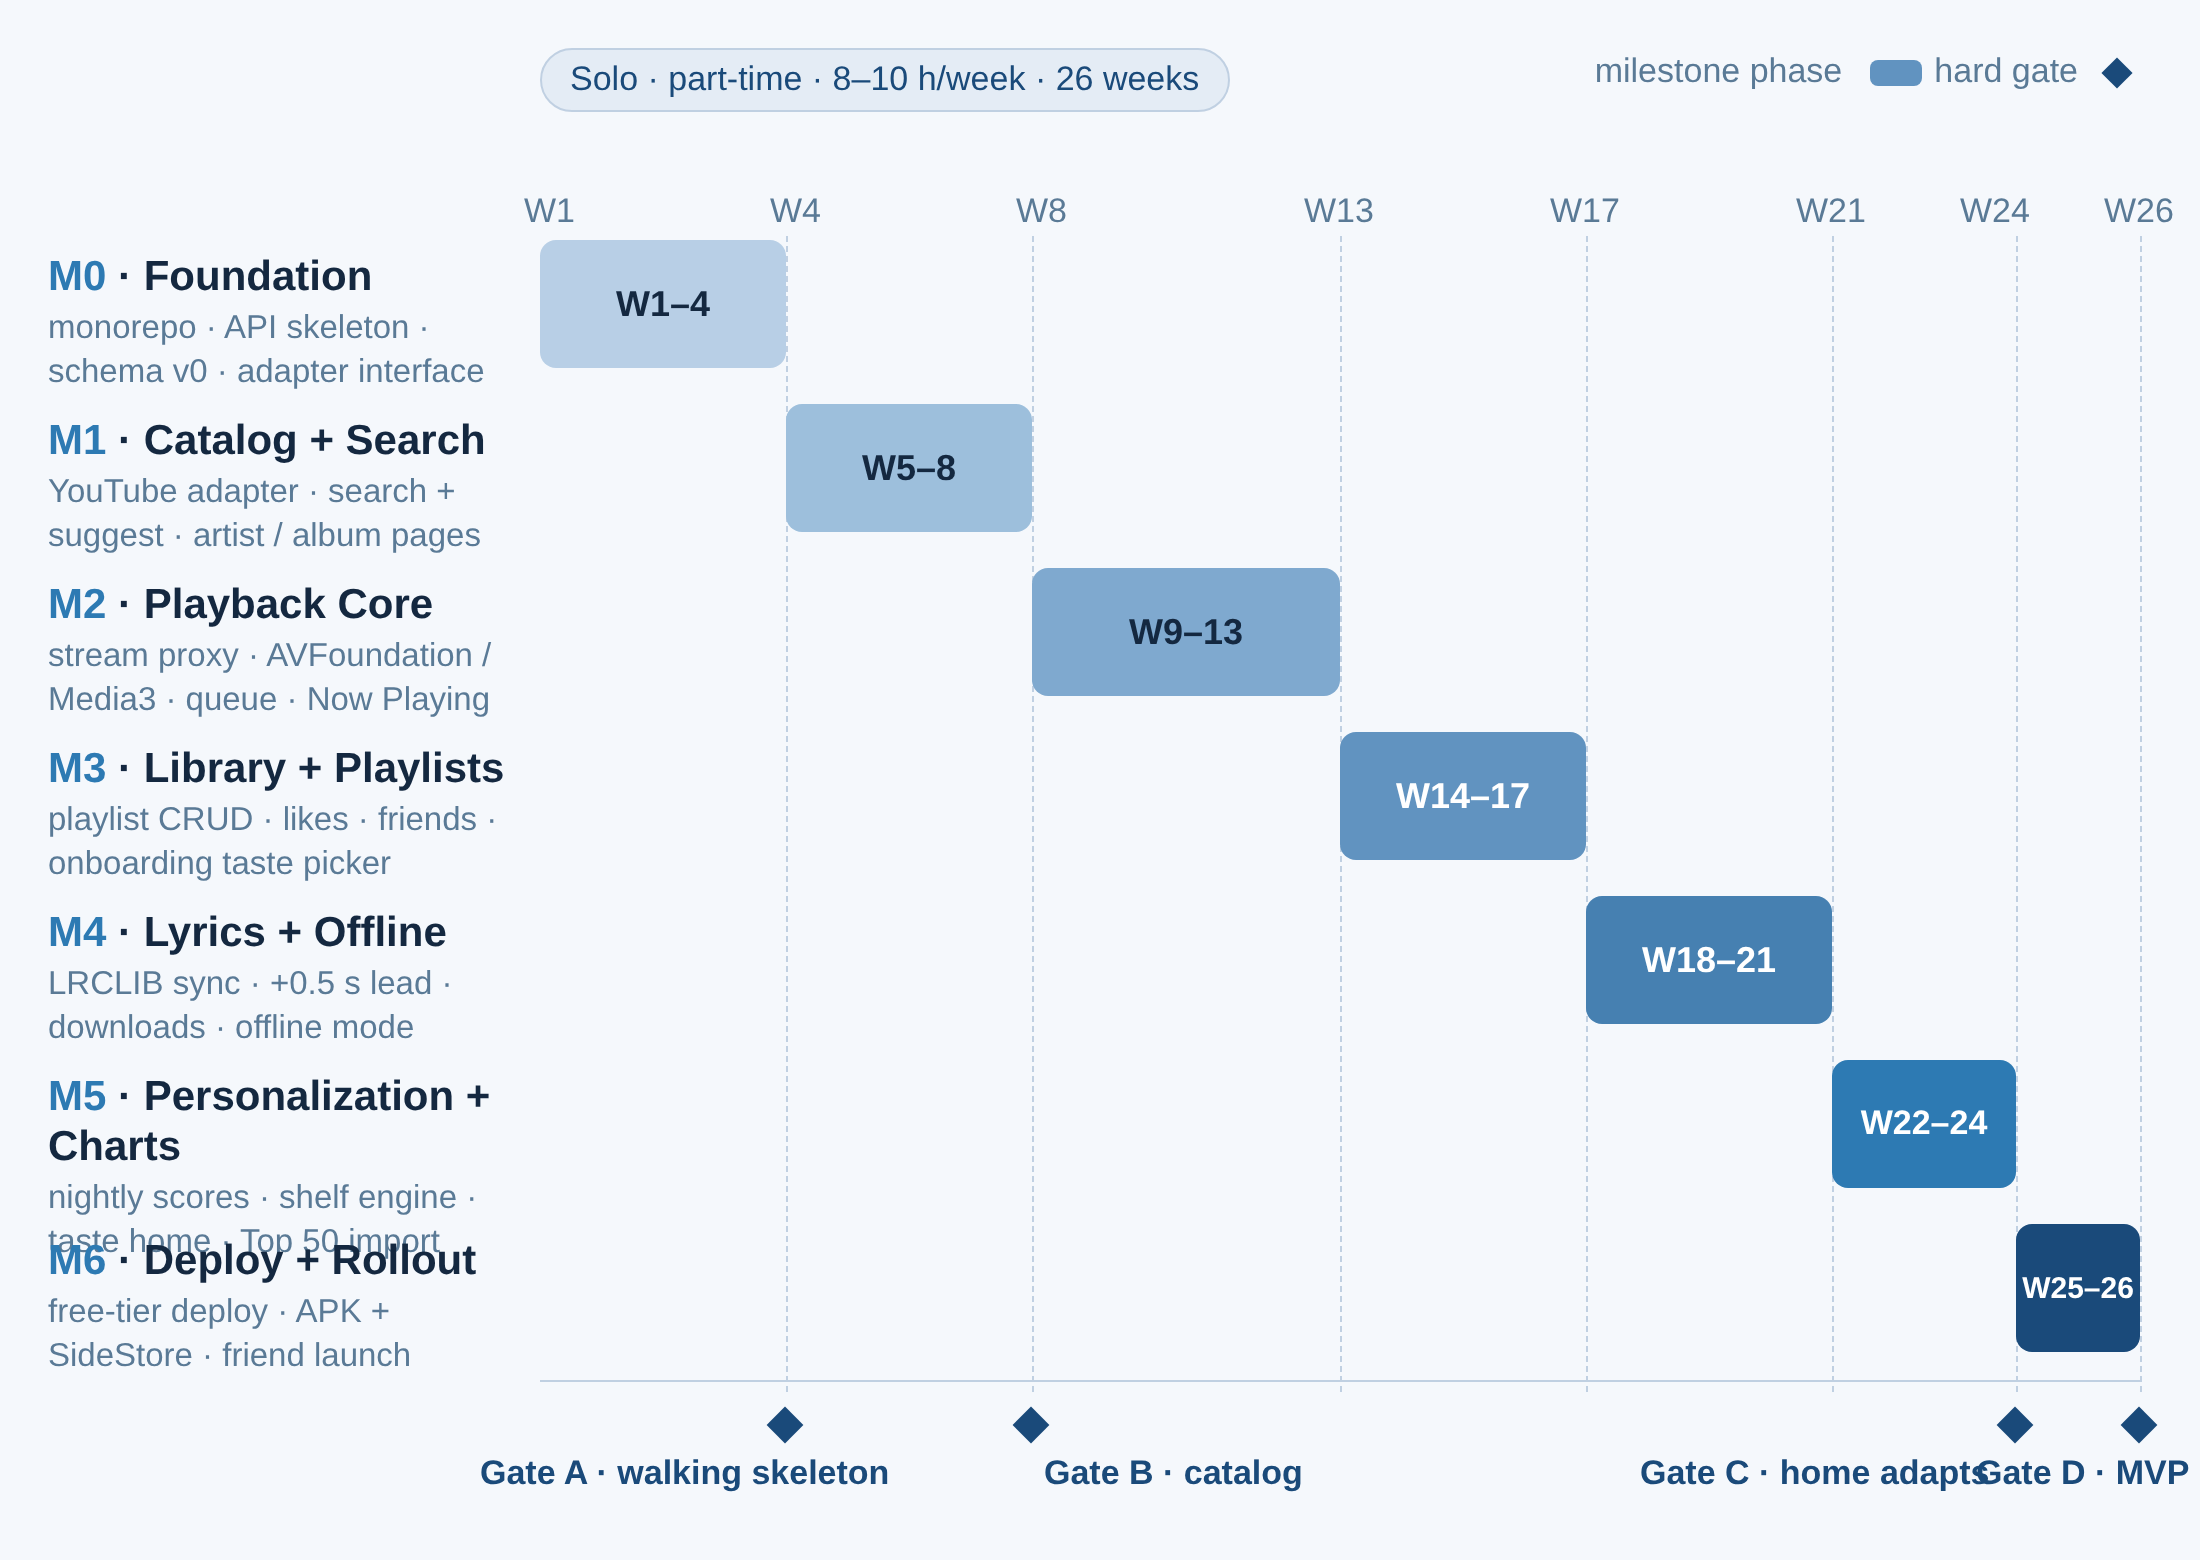 Solo · part-time · 8–10 h/week · 26 weeks
milestone phase
hard gate
W1 W4 W8 W13 W17 W21 W24 W26
M0 · Foundation
monorepo · API skeleton ·
schema v0 · adapter interface
W1–4
M1 · Catalog + Search
YouTube adapter · search +
suggest · artist / album pages
W5–8
M2 · Playback Core
stream proxy · AVFoundation /
Media3 · queue · Now Playing
W9–13
M3 · Library + Playlists
playlist CRUD · likes · friends ·
onboarding taste picker
W14–17
M4 · Lyrics + Offline
LRCLIB sync · +0.5 s lead ·
downloads · offline mode
W18–21
M5 · Personalization +
Charts
nightly scores · shelf engine ·
taste home · Top 50 import
W22–24
M6 · Deploy + Rollout
free-tier deploy · APK +
SideStore · friend launch
W25–26
Gate A · walking skeleton
Gate B · catalog
Gate C · home adapts
Gate D · MVP